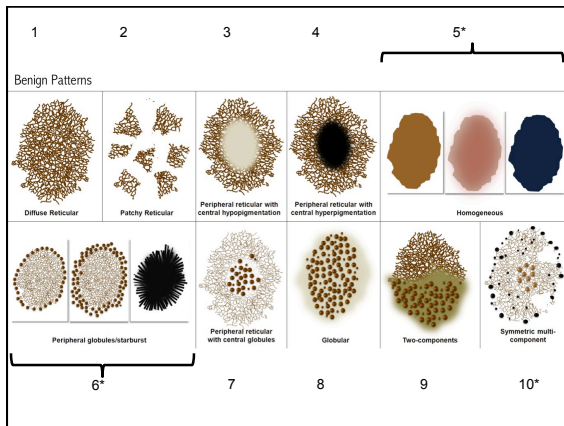 1 2 3 4 5*
Benign Patterns
Diffuse Reticular
Patchy Reticular
Peripheral reticular with
central hypopigmentation
Peripheral reticular with
central hyperpigmentation
Homogeneous
Peripheral globules/starburst
Peripheral reticular
with central globules
Globular
Two-components
Symmetric multi-
component
6* 7 8 9 10*